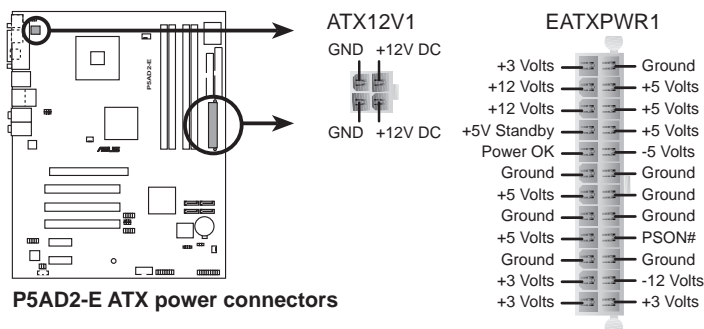 ATX12V1
GND +12V DC
GND +12V DC
EATXPWR1
+3 Volts Ground
+12 Volts +5 Volts
+12 Volts +5 Volts
+5V Standby +5 Volts
Power OK -5 Volts
Ground Ground
+5 Volts Ground
Ground Ground
+5 Volts PSON#
Ground Ground
+3 Volts -12 Volts
+3 Volts +3 Volts
P5AD2-E
ASUS
P5AD2-E ATX power connectors